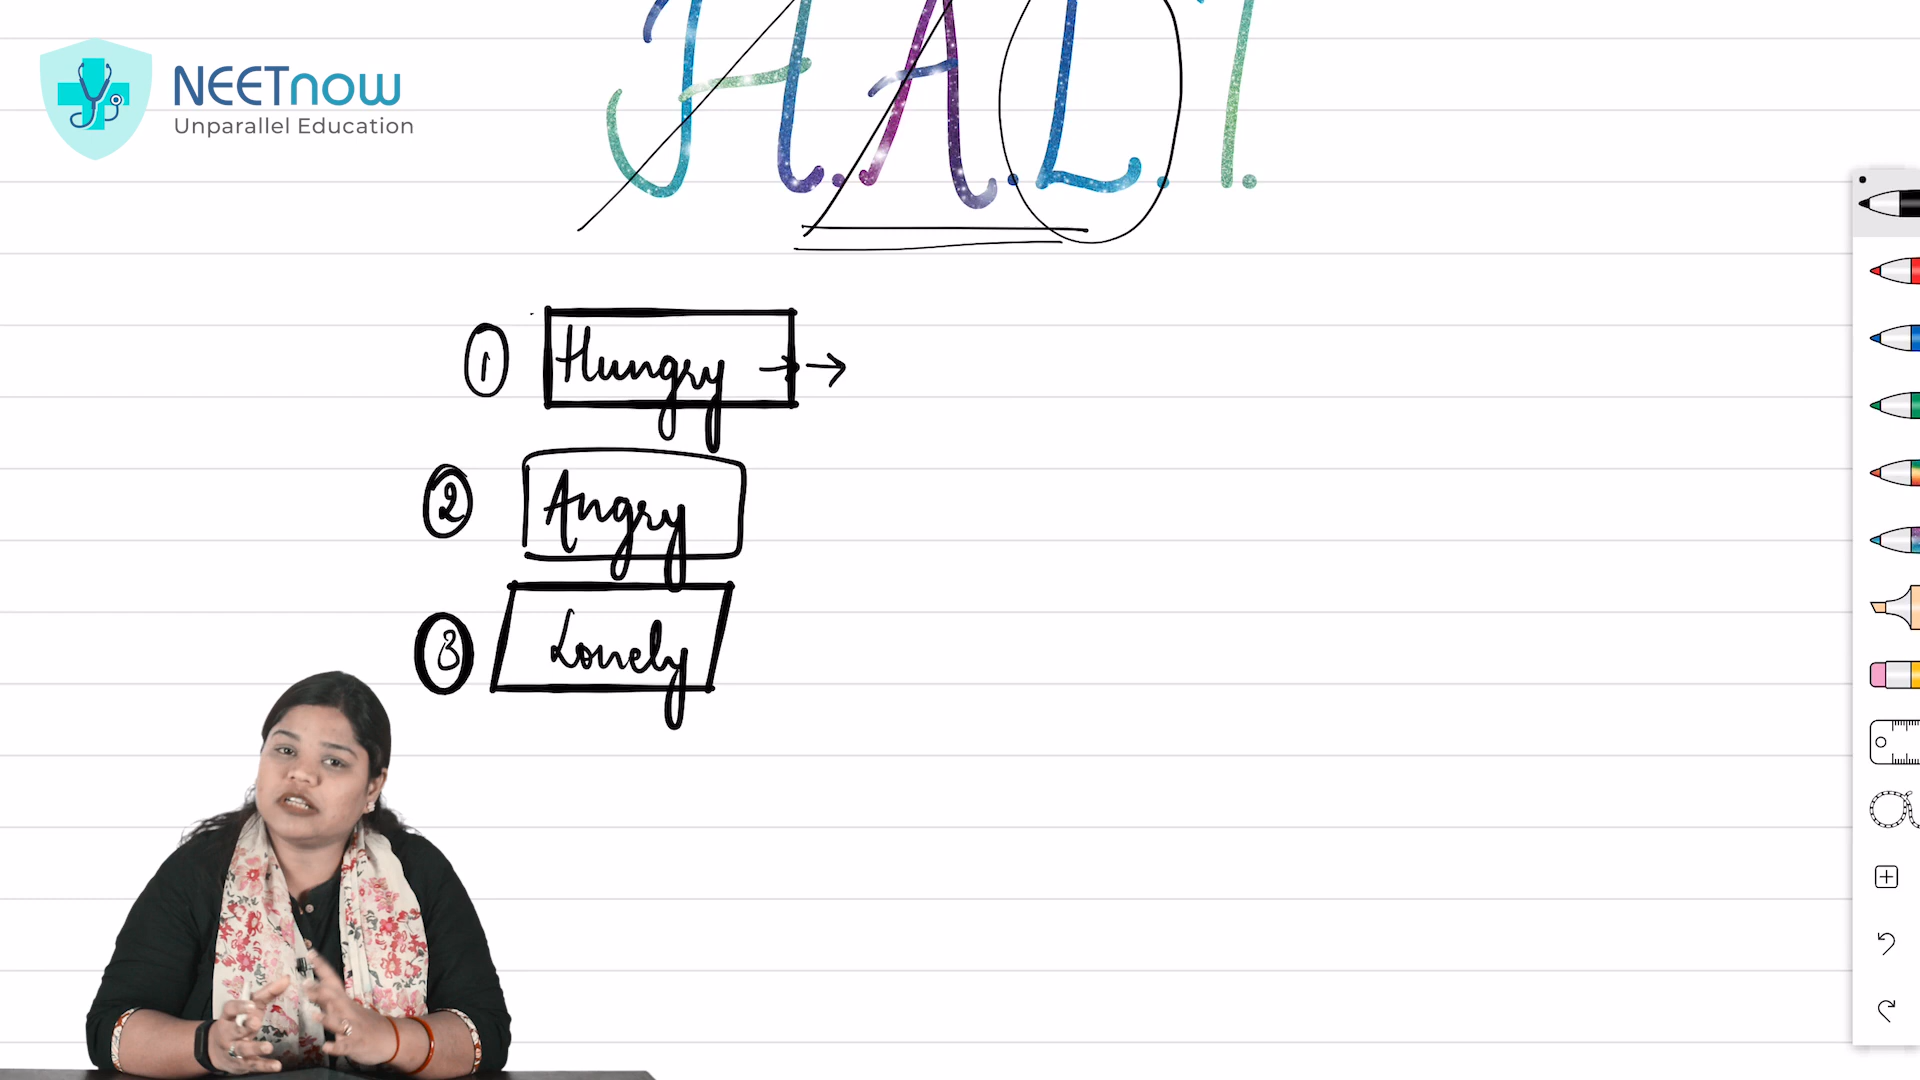 NEETnow
Unparallel Education
H.A.L.T.
1 Hungry →→
2 Angry
3 Lonely